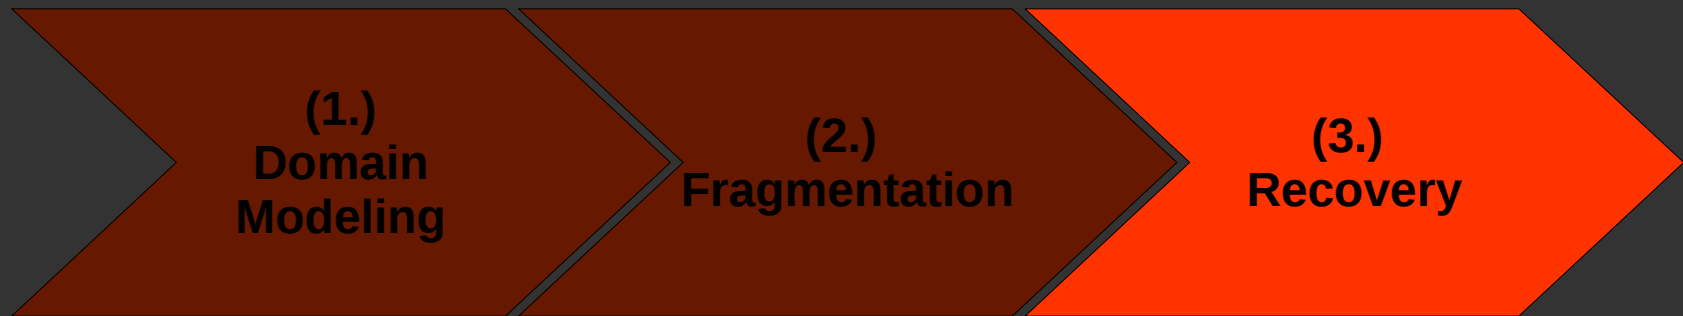 (1.)
Domain
Modeling
(2.)
Fragmentation
(3.)
Recovery